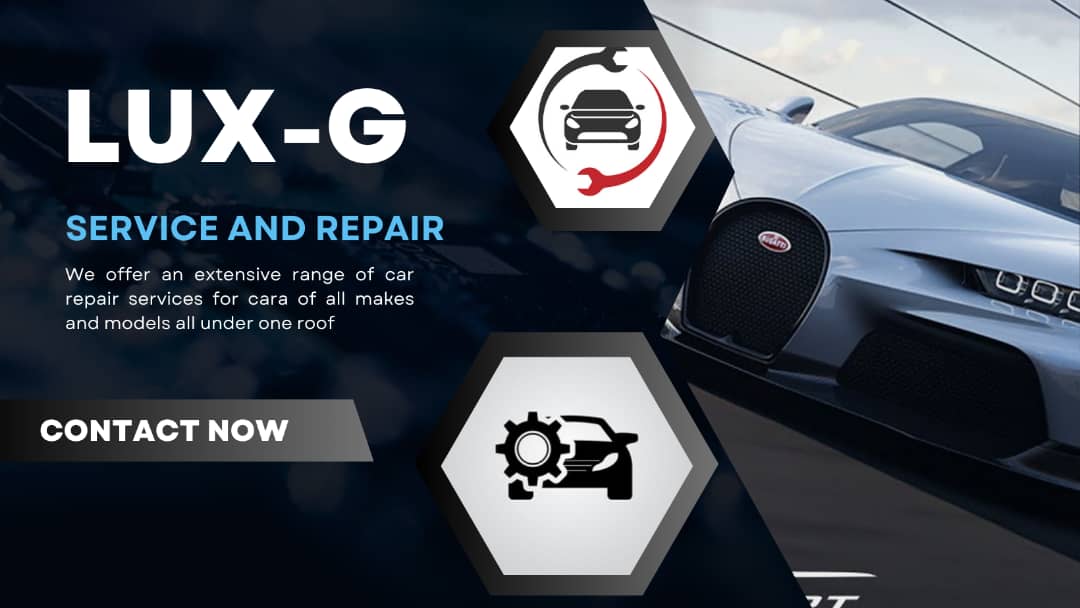 LUX-G
SERVICE AND REPAIR
We offer an extensive range of car
repair services for cara of all makes
and models all under one roof
CONTACT NOW
BUGATTI